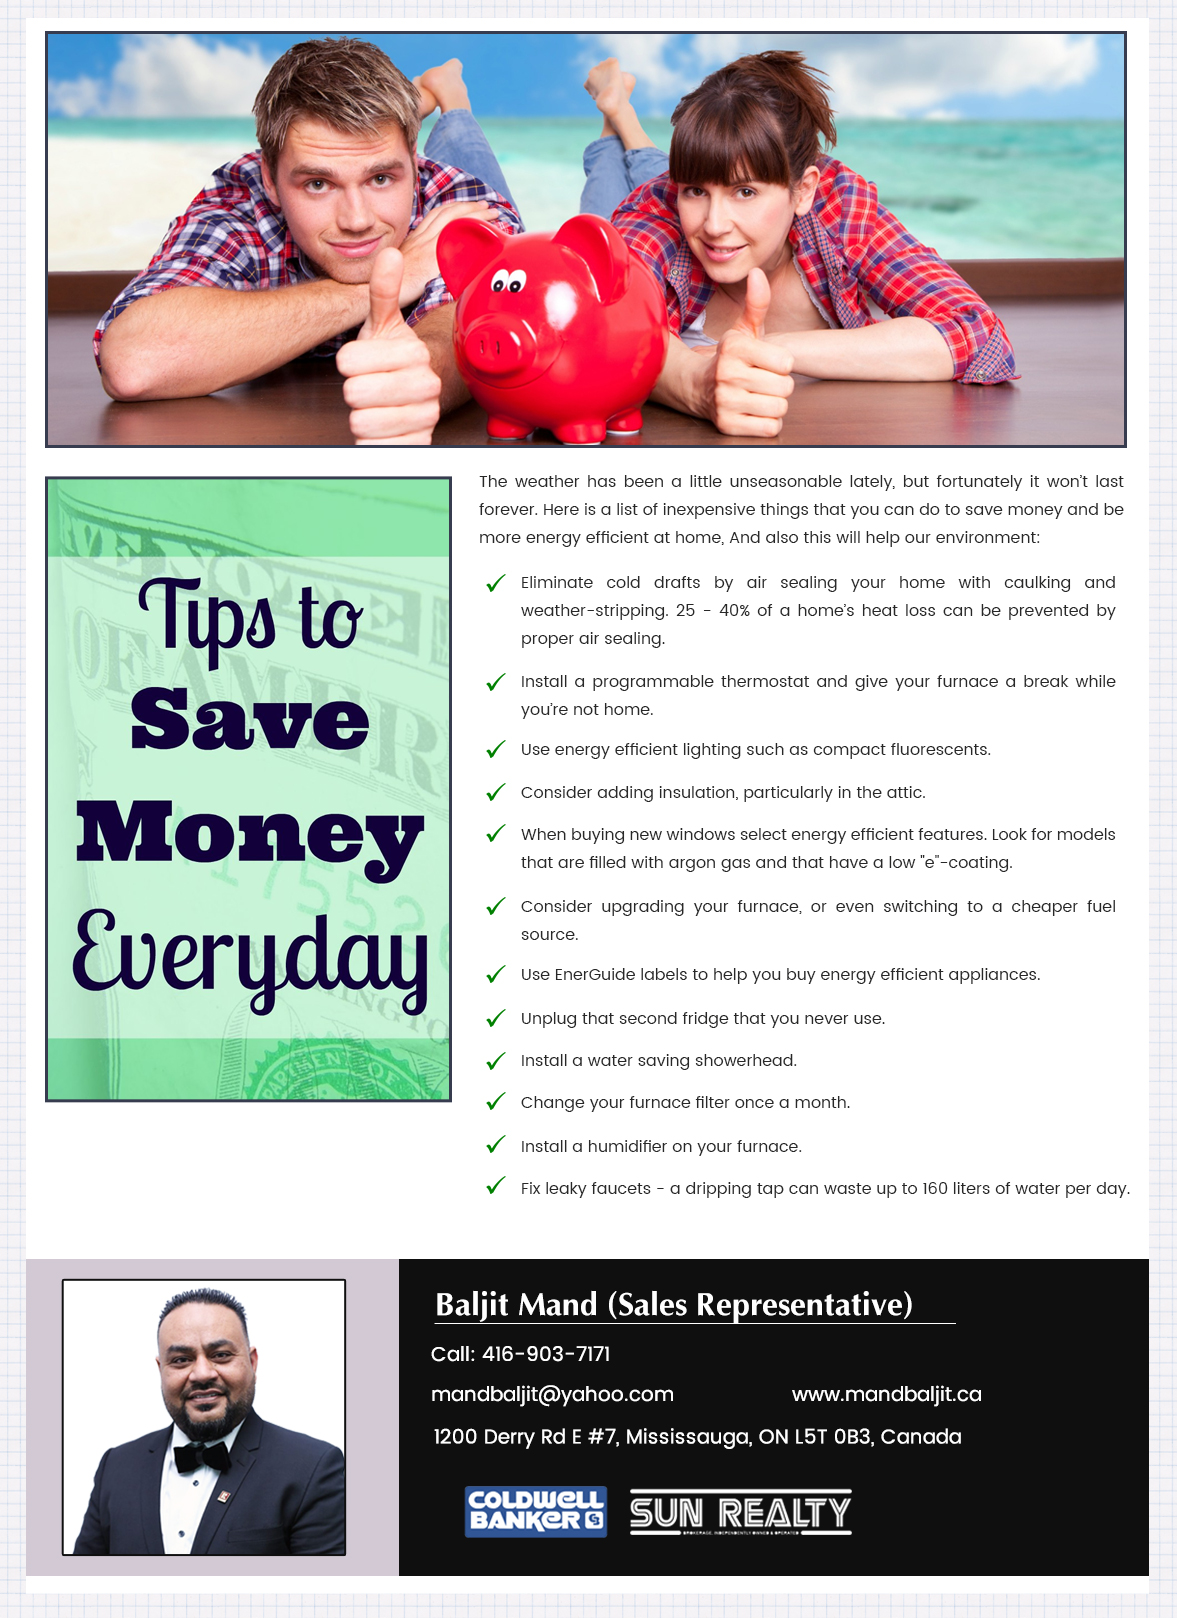 Tips to
Save
Money
Everyday
The weather has been a little unseasonable lately, but fortunately it won't last
forever. Here is a list of inexpensive things that you can do to save money and be
more energy efficient at home, And also this will help our environment:
Eliminate cold drafts by air sealing your home with caulking and
weather-stripping. 25 - 40% of a home's heat loss can be prevented by
proper air sealing.
Install a programmable thermostat and give your furnace a break while
you're not home.
Use energy efficient lighting such as compact fluorescents.
Consider adding insulation, particularly in the attic.
When buying new windows select energy efficient features. Look for models
that are filled with argon gas and that have a low "e"-coating.
Consider upgrading your furnace, or even switching to a cheaper fuel
source.
Use EnerGuide labels to help you buy energy efficient appliances.
Unplug that second fridge that you never use.
Install a water saving showerhead.
Change your furnace filter once a month.
Install a humidifier on your furnace.
Fix leaky faucets - a dripping tap can waste up to 160 liters of water per day.
Baljit Mand (Sales Representative)
Call: 416-903-7171
mandbaljit@yahoo.com www.mandbaljit.ca
1200 Derry Rd E #7, Mississauga, ON L5T 0B3, Canada
COLDWELL
BANKER CB
SUN REALTY
BROKERAGE, INDEPENDENTLY OWNED & OPERATED